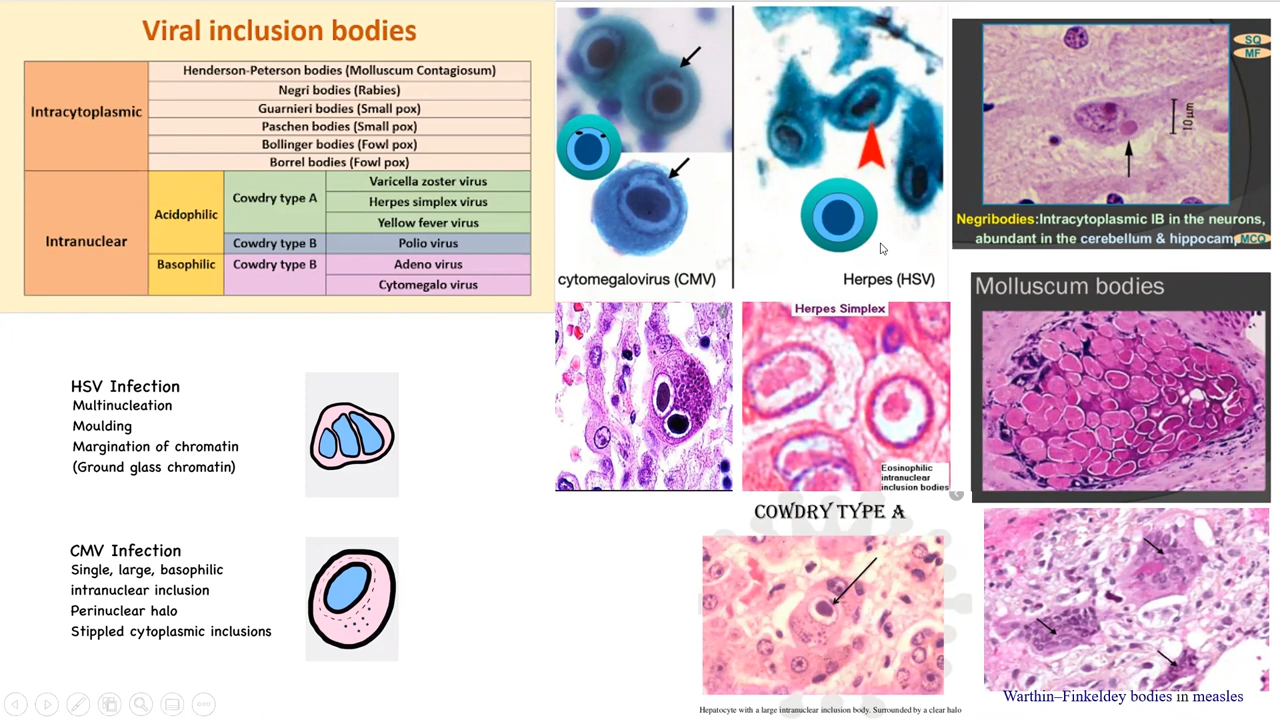 Viral inclusion bodies
Intracytoplasmic
Henderson-Peterson bodies (Molluscum Contagiosum)
Negri bodies (Rabies)
Guarnieri bodies (Small pox)
Paschen bodies (Small pox)
Bollinger bodies (Fowl pox)
Borrel bodies (Fowl pox)
Intranuclear
Acidophilic
Cowdry type A
Varicella zoster virus
Herpes simplex virus
Yellow fever virus
Cowdry type B
Polio virus
Basophilic
Cowdry type B
Adeno virus
Cytomegalo virus
HSV Infection
Multinucleation
Moulding
Margination of chromatin
(Ground glass chromatin)
CMV Infection
Single, large, basophilic
intranuclear inclusion
Perinuclear halo
Stippled cytoplasmic inclusions
cytomegalovirus (CMV)
Herpes (HSV)
SQ
MF
10 µm
Negribodies:Intracytoplasmic IB in the neurons,
abundant in the cerebellum & hippocam
MCQ
Herpes Simplex
Eosinophilic
intranuclear
inclusion bodies
Molluscum bodies
COWDRY TYPE A
Hepatocyte with a large intranuclear inclusion body. Surrounded by a clear halo
Warthin–Finkeldey bodies in measles